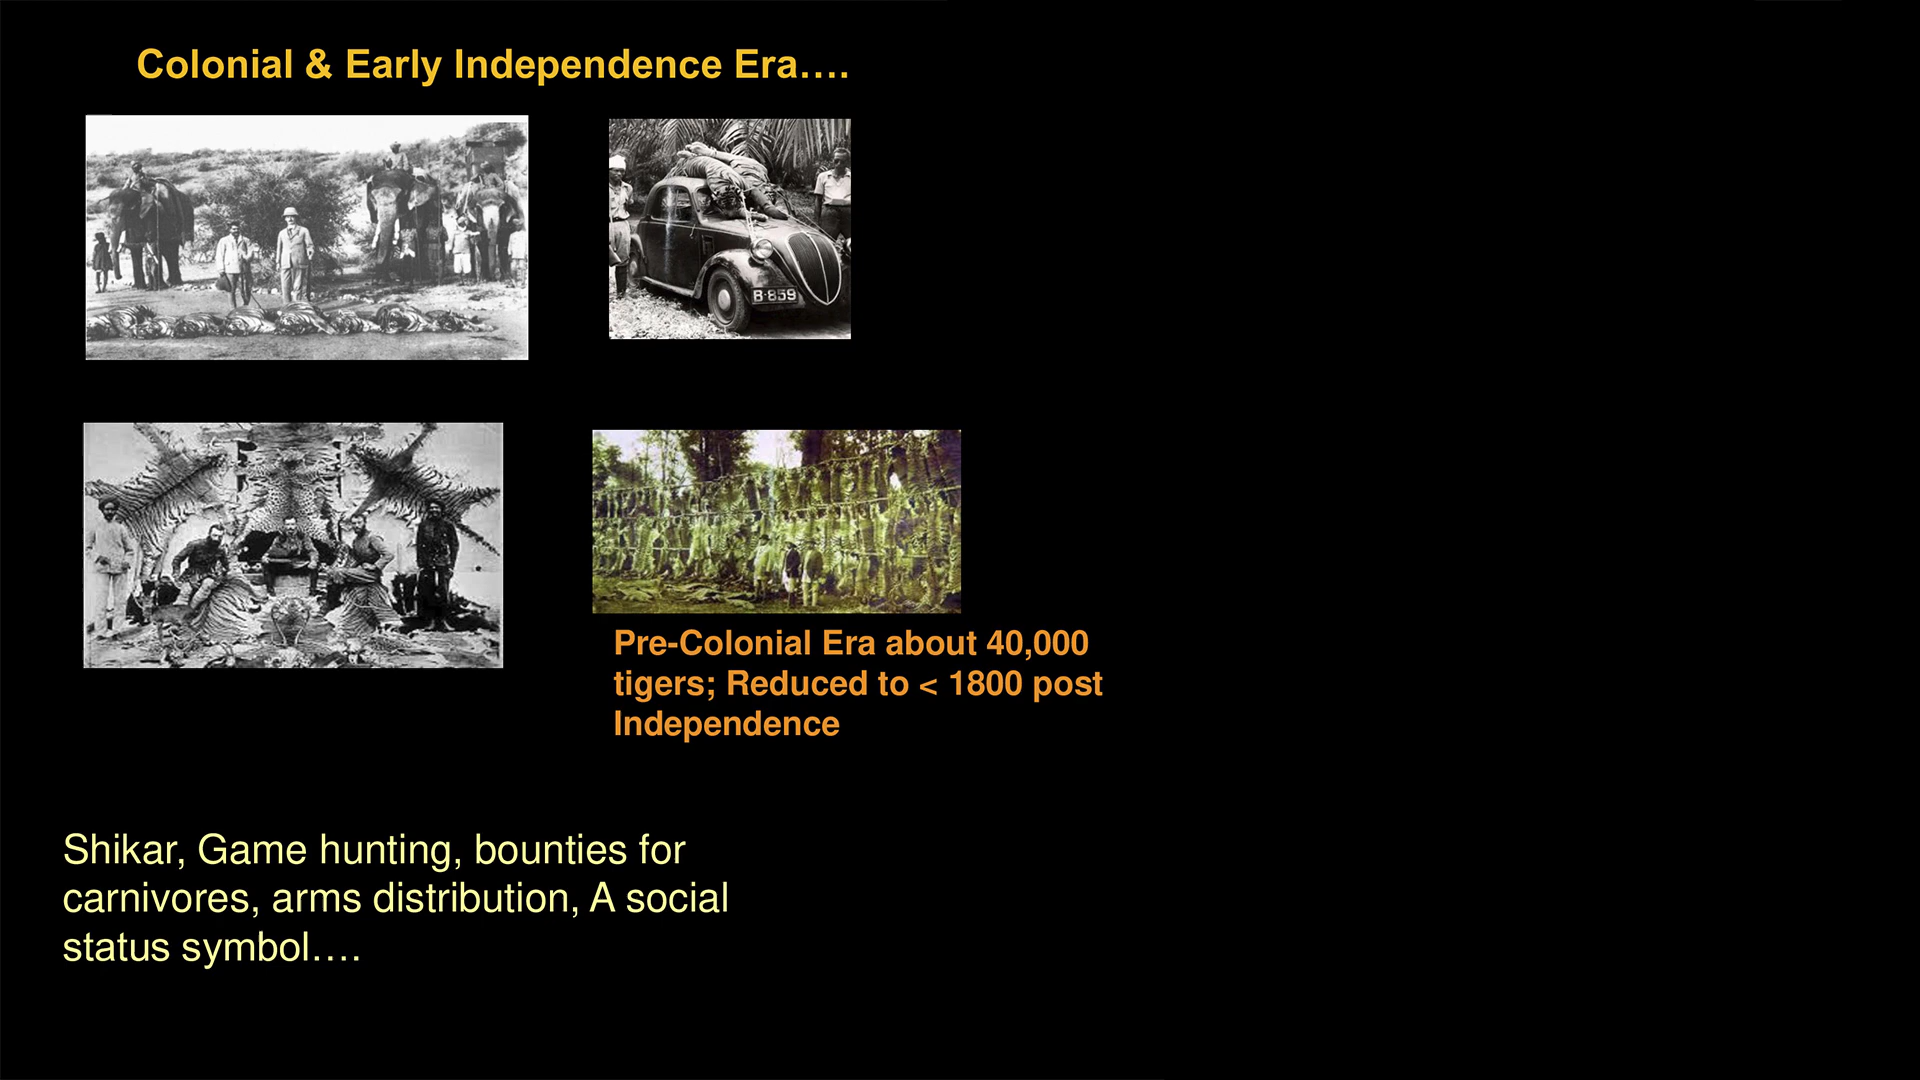 Colonial & Early Independence Era….
B-859
Pre-Colonial Era about 40,000
tigers; Reduced to < 1800 post
Independence
Shikar, Game hunting, bounties for
carnivores, arms distribution, A social
status symbol….